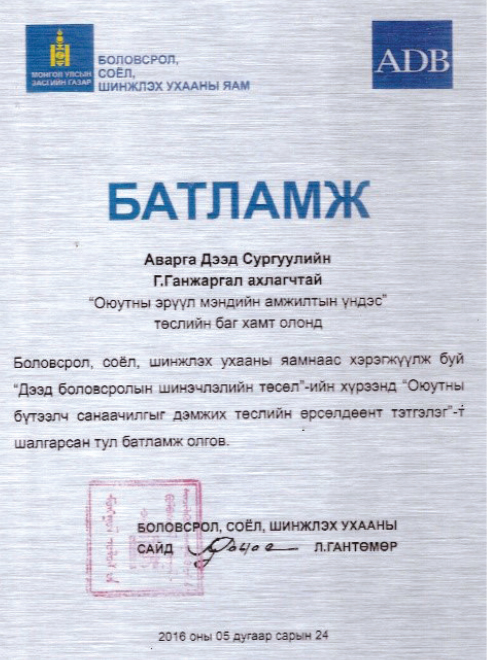 МОНГОЛ УЛСЫН
ЗАСГИЙН ГАЗАР
БОЛОВСРОЛ,
СОЁЛ,
ШИНЖЛЭХ УХААНЫ ЯАМ
ADB
БАТЛАМЖ
Аварга Дээд Сургуулийн
Г.Ганжаргал ахлагчтай
“Оюутны эрүүл мэндийн амжилтын үндэс”
төслийн баг хамт олонд
Боловсрол, соёл, шинжлэх ухааны яамнаас хэрэгжүүлж буй
“Дээд боловсролын шинэчлэлийн төсөл”-ийн хүрээнд “Оюутны
бүтээлч санаачилгыг дэмжих төслийн өрсөлдөөнт тэтгэлэг”-т
шалгарсан тул батламж олгов.
БОЛОВСРОЛ, СОЁЛ, ШИНЖЛЭХ УХААНЫ
САЙД Л.ГАНТӨМӨР
2016 оны 05 дугаар сарын 24